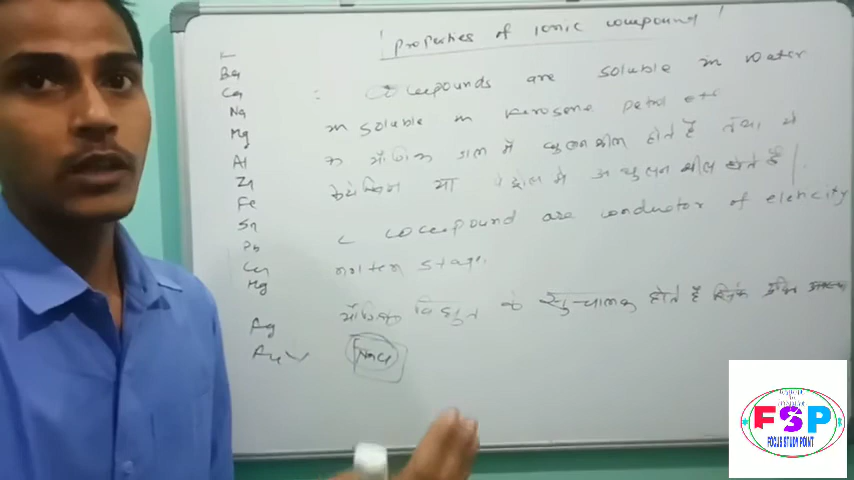 Properties of ionic compound
Ba
Ca
Na
Mg
Al
Zn
Fe
Sn
Pb
Cu
Hg
Ag
Au
compounds are soluble in water
in soluble in kerosene petrol etc
यौगिक जल में घुलनशील होते हैं तथा ये
या पेट्रोल में अघुलनशील होते हैं
compound are conductor of eletricity
molten stage.
यौगिक विद्युत के सुचालक होते हैं
NaCl
FSP
FOCUS STUDY POINT